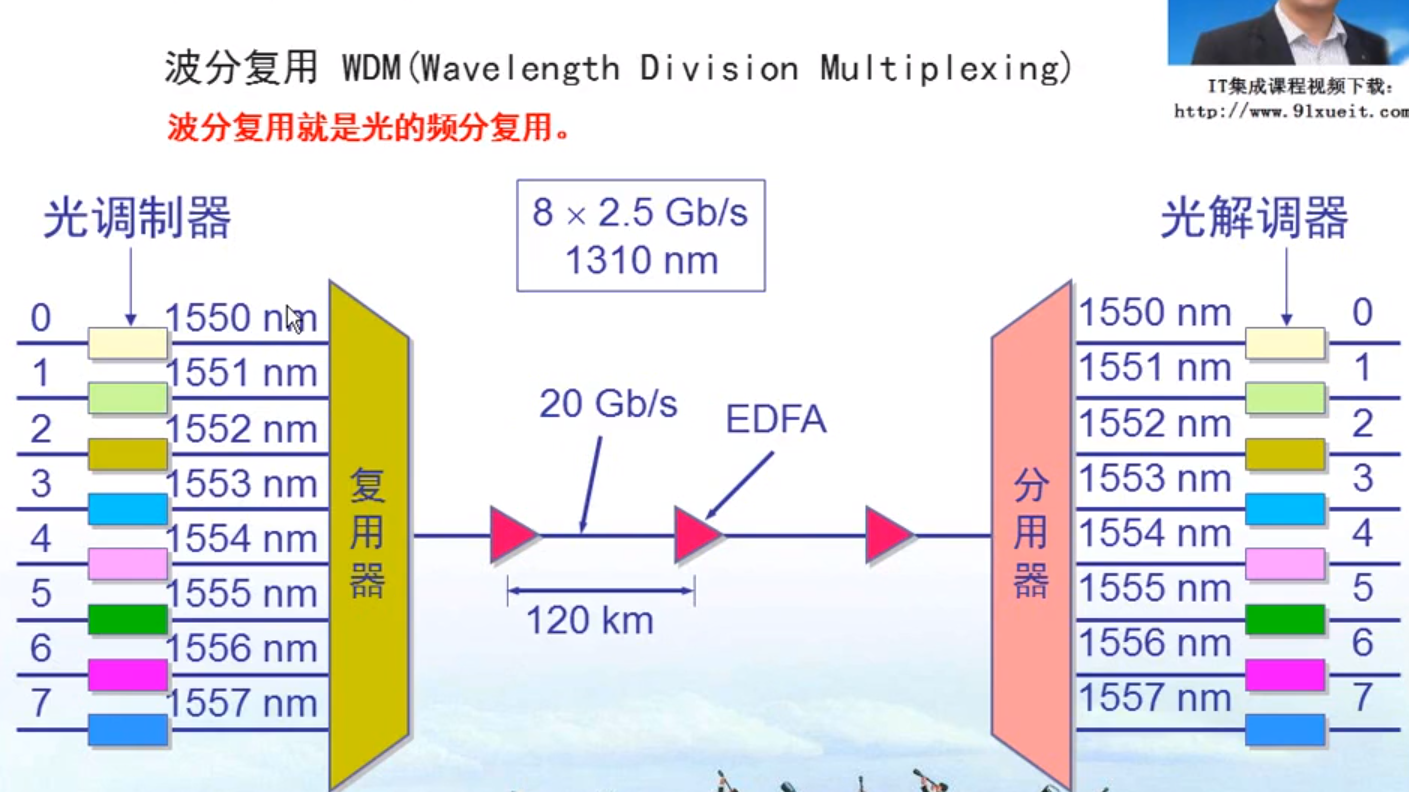 波分复用 WDM(Wavelength Division Multiplexing)
波分复用就是光的频分复用。
IT集成课程视频下载:
http://www.91xueit.com
光调制器
8 × 2.5 Gb/s
1310 nm
光解调器
0 1550 nm
1 1551 nm
2 1552 nm
3 1553 nm
4 1554 nm
5 1555 nm
6 1556 nm
7 1557 nm
复用器
20 Gb/s
EDFA
120 km
分用器
1550 nm 0
1551 nm 1
1552 nm 2
1553 nm 3
1554 nm 4
1555 nm 5
1556 nm 6
1557 nm 7